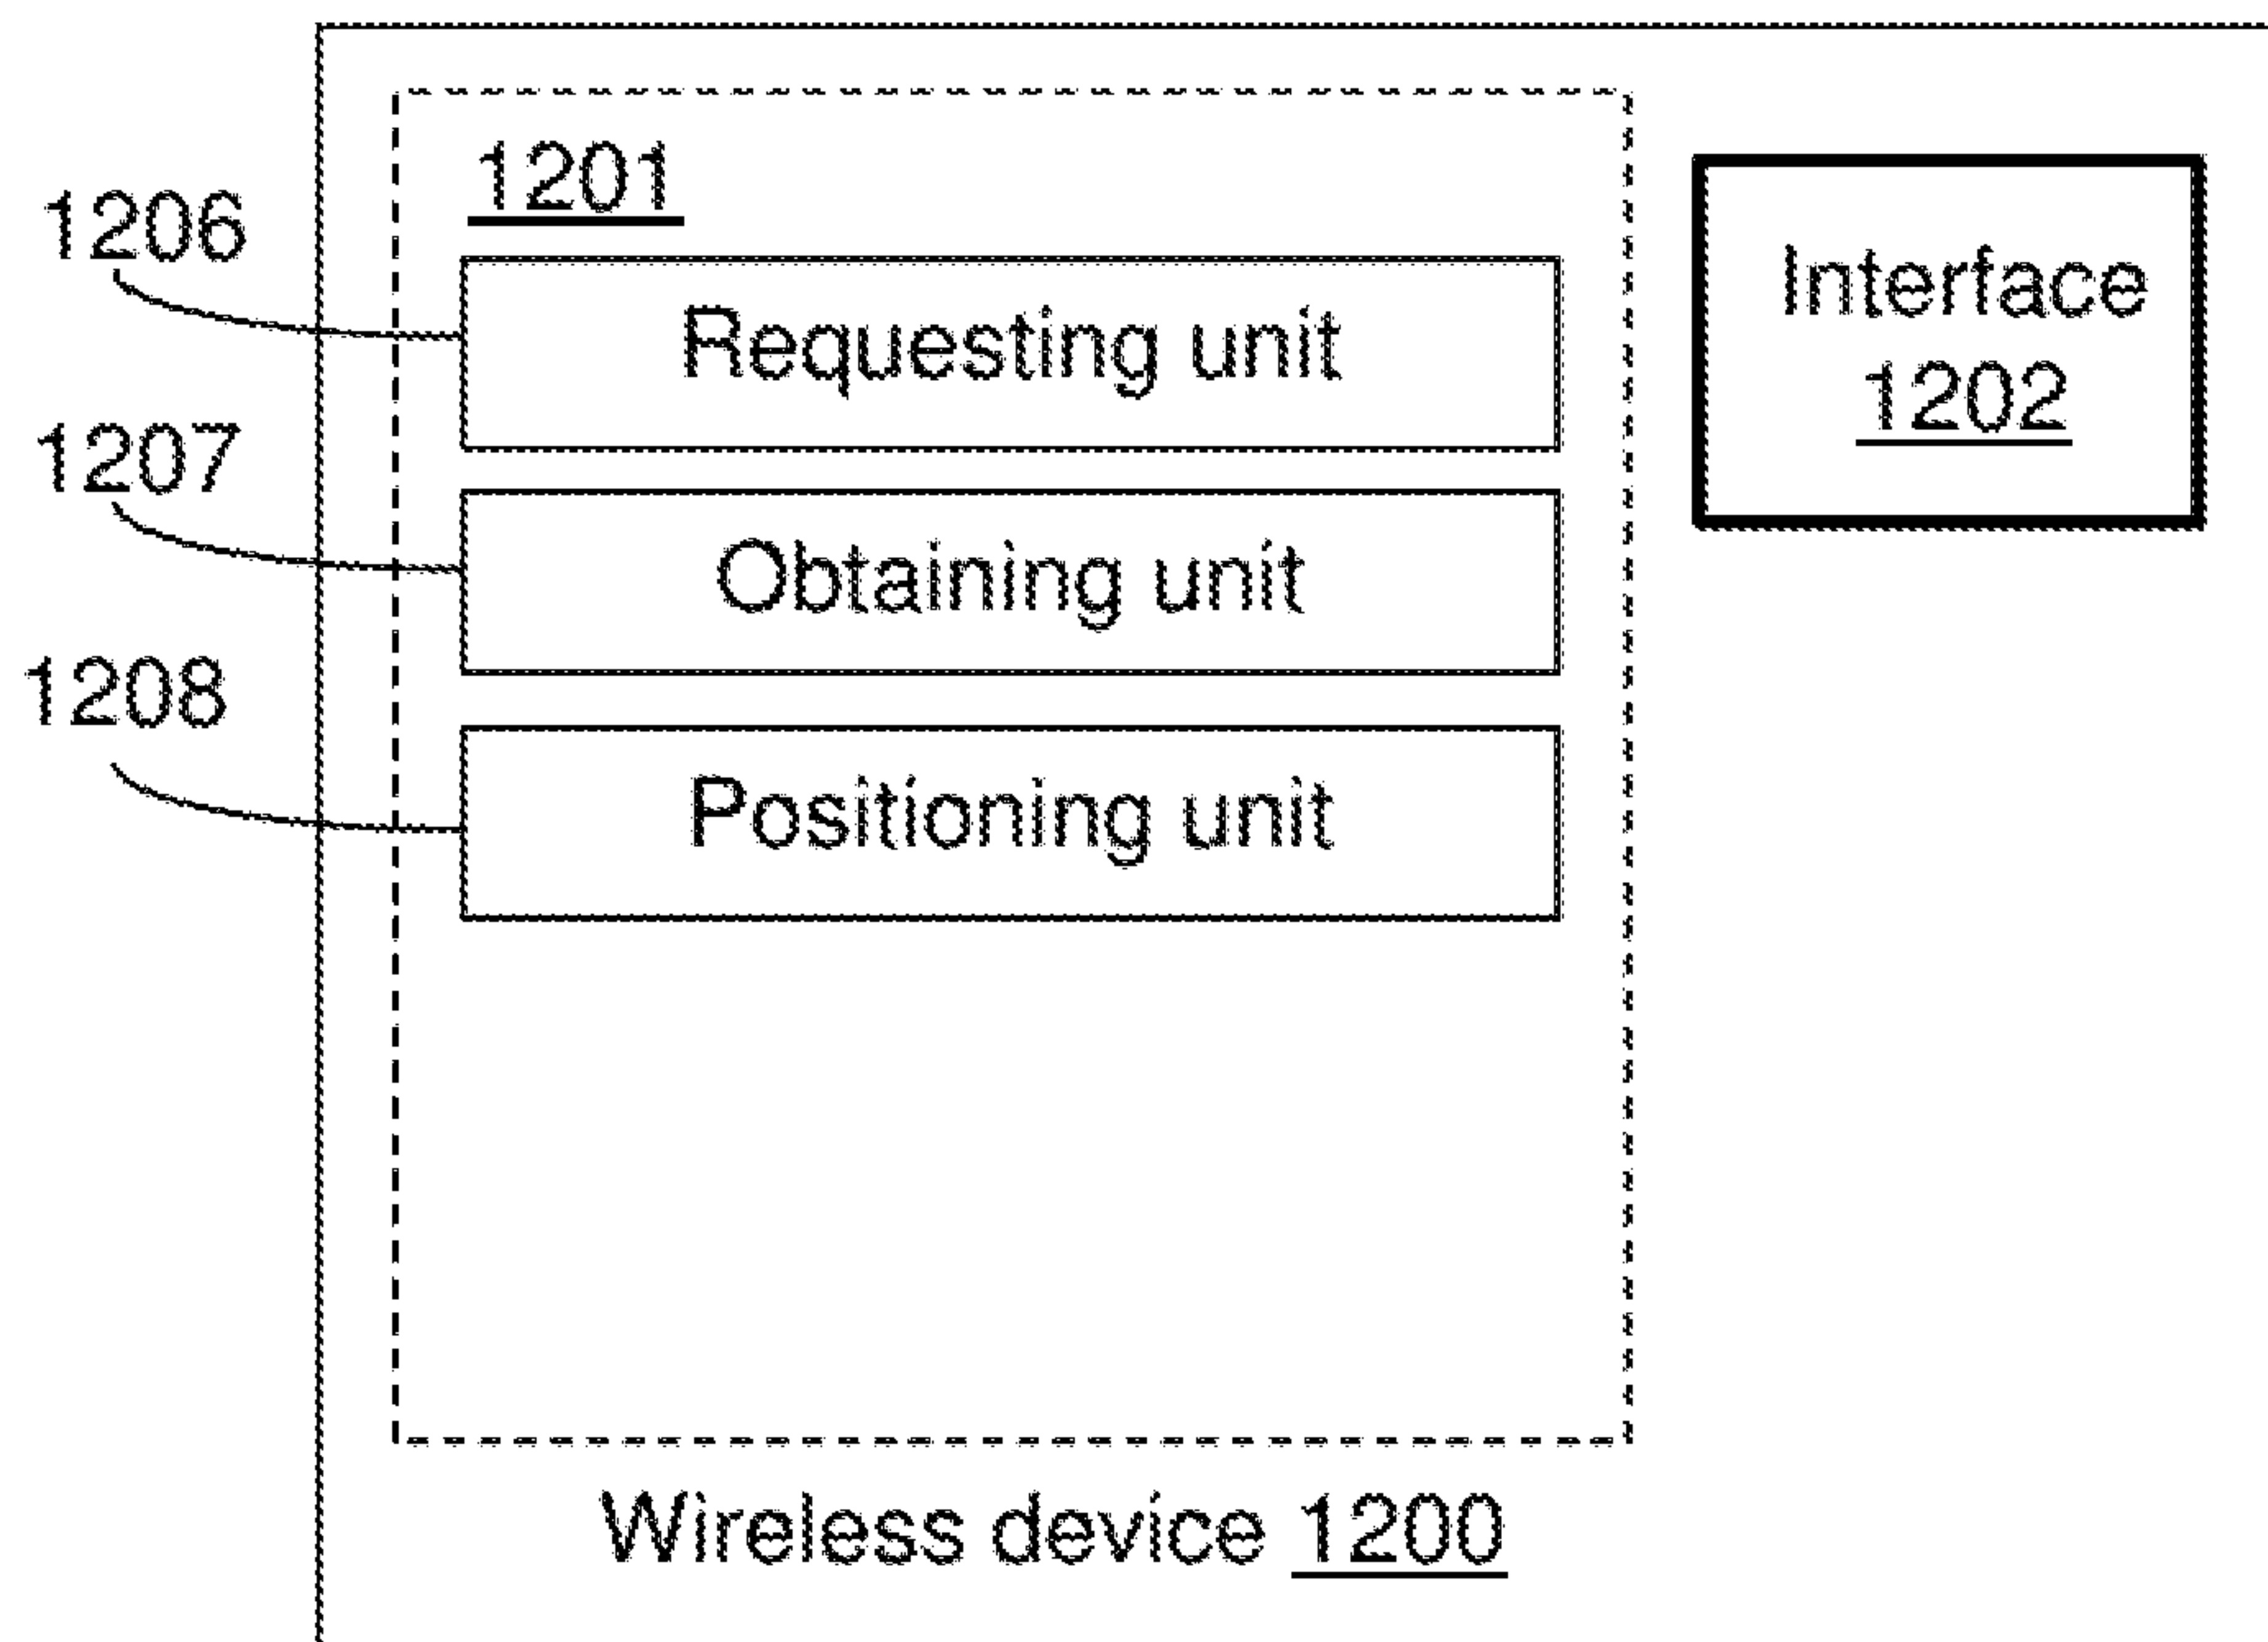 1201
1206
Requesting unit
Interface
1202
1207
Obtaining unit
1208
Positioning unit
Wireless device 1200